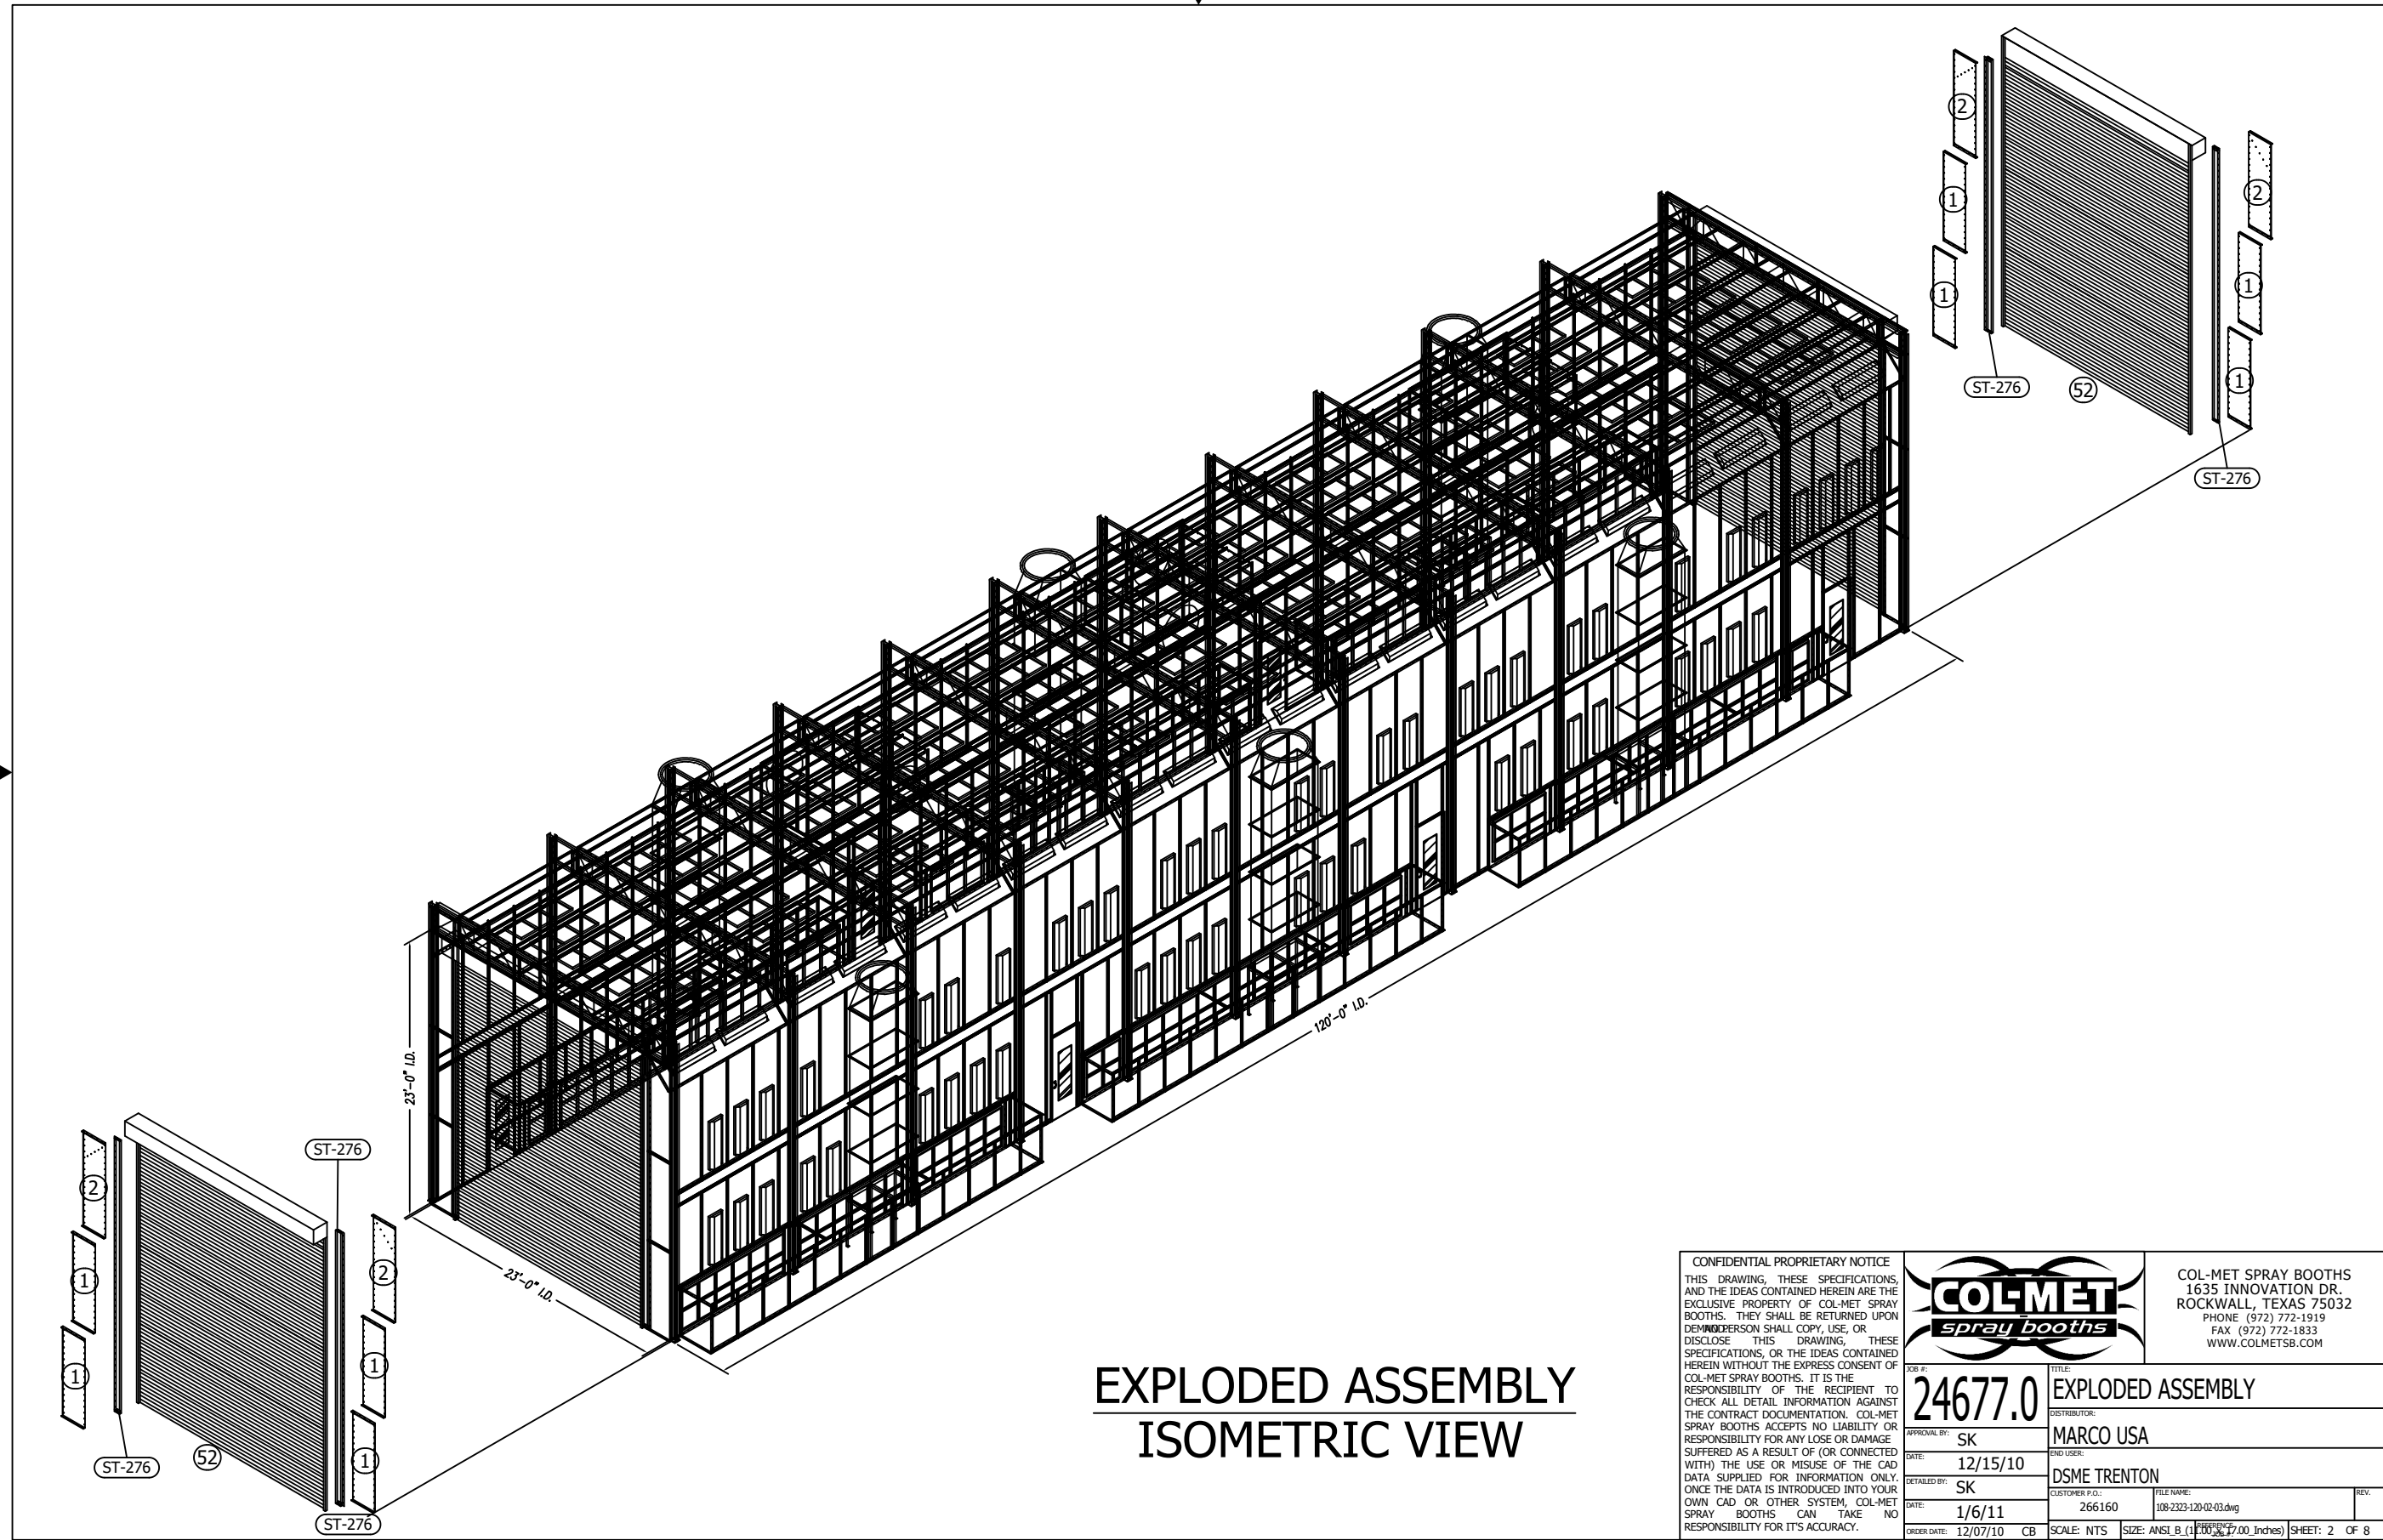 2
1
1
ST-276
52
2
1
1
ST-276
23'-0" I.D.
23'-0" I.D.
120'-0" I.D.
2
1
1
ST-276
52
ST-276
2
1
1
ST-276
EXPLODED ASSEMBLY
ISOMETRIC VIEW
CONFIDENTIAL PROPRIETARY NOTICE
THIS DRAWING, THESE SPECIFICATIONS,
AND THE IDEAS CONTAINED HEREIN ARE THE
EXCLUSIVE PROPERTY OF COL-MET SPRAY
BOOTHS. THEY SHALL BE RETURNED UPON
PERSON SHALL COPY, USE, OR
DISCLOSE THIS DRAWING, THESE
SPECIFICATIONS, OR THE IDEAS CONTAINED
HEREIN WITHOUT THE EXPRESS CONSENT OF
COL-MET SPRAY BOOTHS. IT IS THE
RESPONSIBILITY OF THE RECIPIENT TO
CHECK ALL DETAIL INFORMATION AGAINST
THE CONTRACT DOCUMENTATION. COL-MET
SPRAY BOOTHS ACCEPTS NO LIABILITY OR
RESPONSIBILITY FOR ANY LOSE OR DAMAGE
SUFFERED AS A RESULT OF (OR CONNECTED
WITH) THE USE OR MISUSE OF THE CAD
DATA SUPPLIED FOR INFORMATION ONLY.
ONCE THE DATA IS INTRODUCED INTO YOUR
OWN CAD OR OTHER SYSTEM, COL-MET
SPRAY BOOTHS CAN TAKE NO
RESPONSIBILITY FOR IT'S ACCURACY.
COL-MET
spray booths
COL-MET SPRAY BOOTHS
1635 INNOVATION DR.
ROCKWALL, TEXAS 75032
PHONE (972) 772-1919
FAX (972) 772-1833
WWW.COLMETSB.COM
JOB #:
24677.0
APPROVAL BY: SK
DATE: 12/15/10
DETAILED BY: SK
DATE: 1/6/11
ORDER DATE: 12/07/10 CB
TITLE:
EXPLODED ASSEMBLY
DISTRIBUTOR:
MARCO USA
END USER:
DSME TRENTON
CUSTOMER P.O.:
266160
FILE NAME:
108-2323-120-02-03.dwg
REV.
SCALE: NTS
SIZE: ANSI_B_(11.00_x_17.00_Inches)
SHEET: 2 OF 8